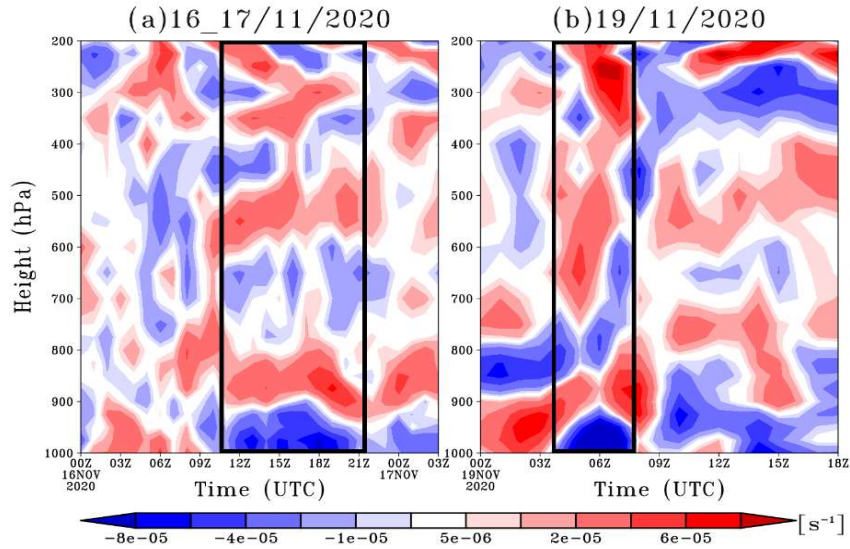 (a)16_17/11/2020
(b)19/11/2020
200
300
400
500
600
700
800
900
1000
Height (hPa)
00Z 03Z 06Z 09Z 12Z 15Z 18Z 21Z 00Z 03Z
16NOV 17NOV
2020
Time (UTC)
200
300
400
500
600
700
800
900
1000
00Z 03Z 06Z 09Z 12Z 15Z 18Z
19NOV
2020
Time (UTC)
-8e-05 -4e-05 -1e-05 5e-06 2e-05 6e-05
[s⁻¹]